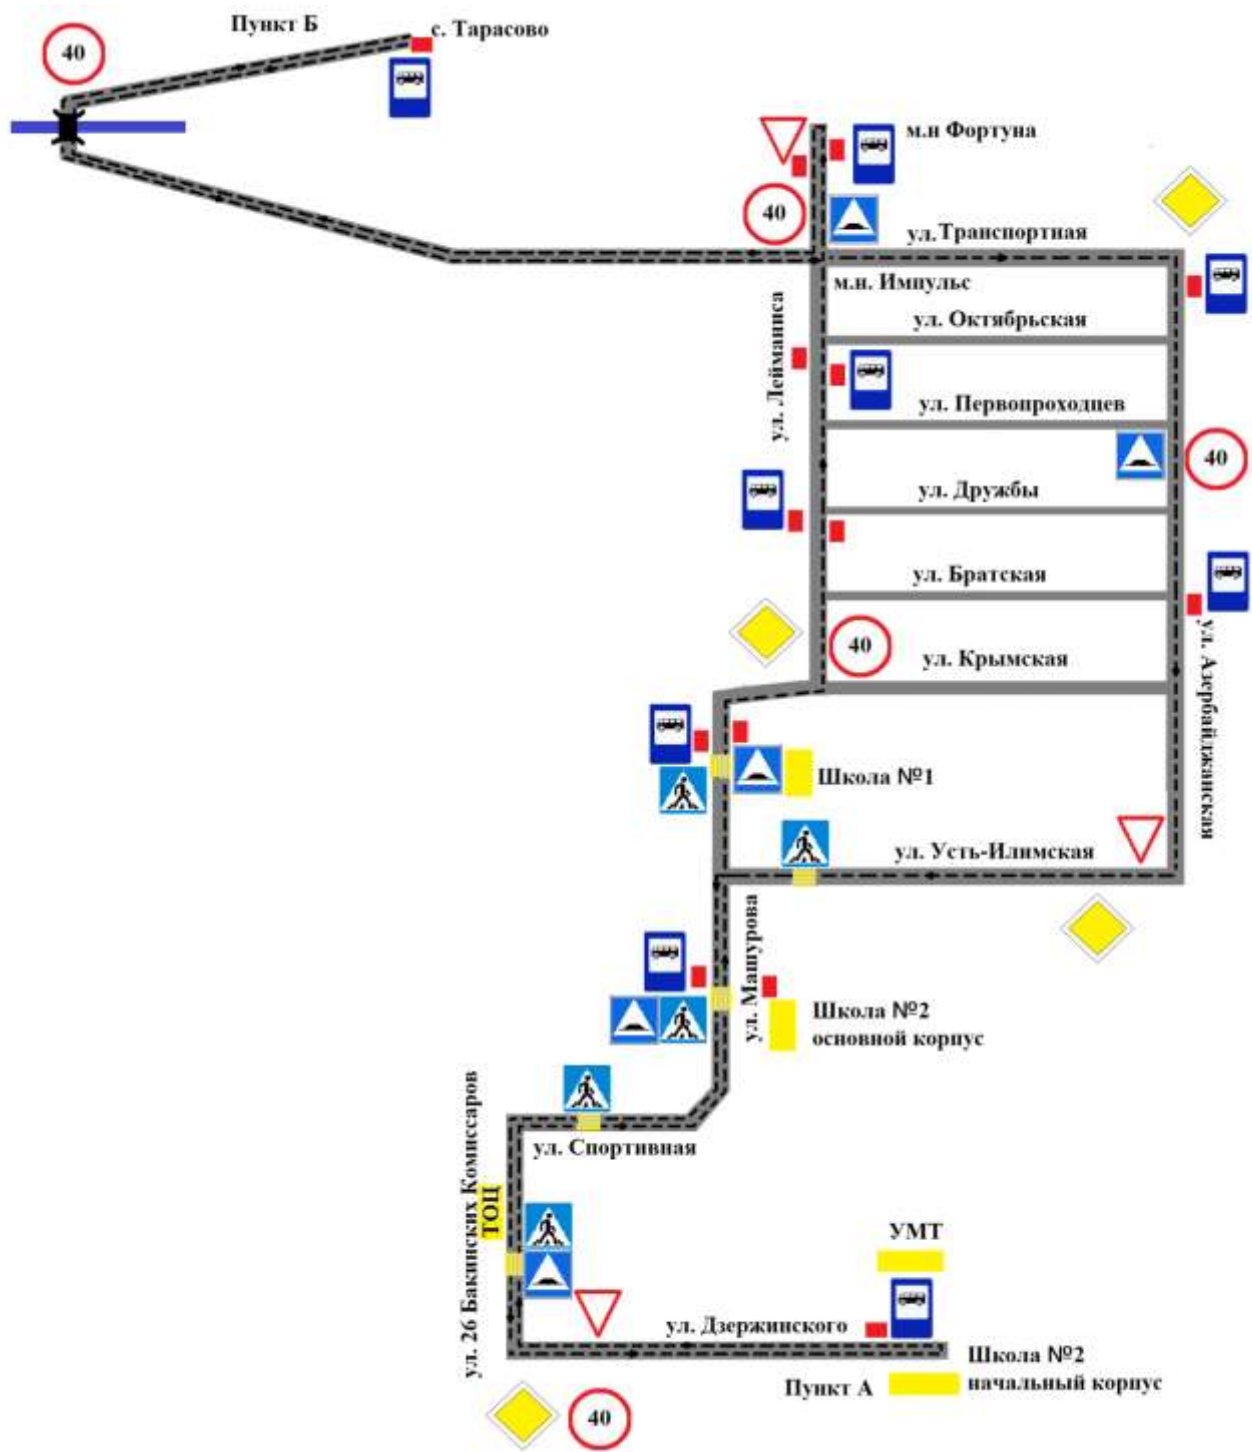 Пункт Б
с. Тарасово
40
м.н Фортуна
40
ул. Транспортная
м.н. Импульс
ул. Октябрьская
ул. Лейманиса
ул. Первопроходцев
40
ул. Дружбы
ул. Братская
40
ул. Крымская
ул. Азербайджанская
Школа №1
ул. Усть-Илимская
ул. Машурова
Школа №2
основной корпус
ул. Спортивная
ул. 26 Бакинских Комиссаров
ТОЦ
УМТ
ул. Дзержинского
Школа №2
начальный корпус
Пункт А
40